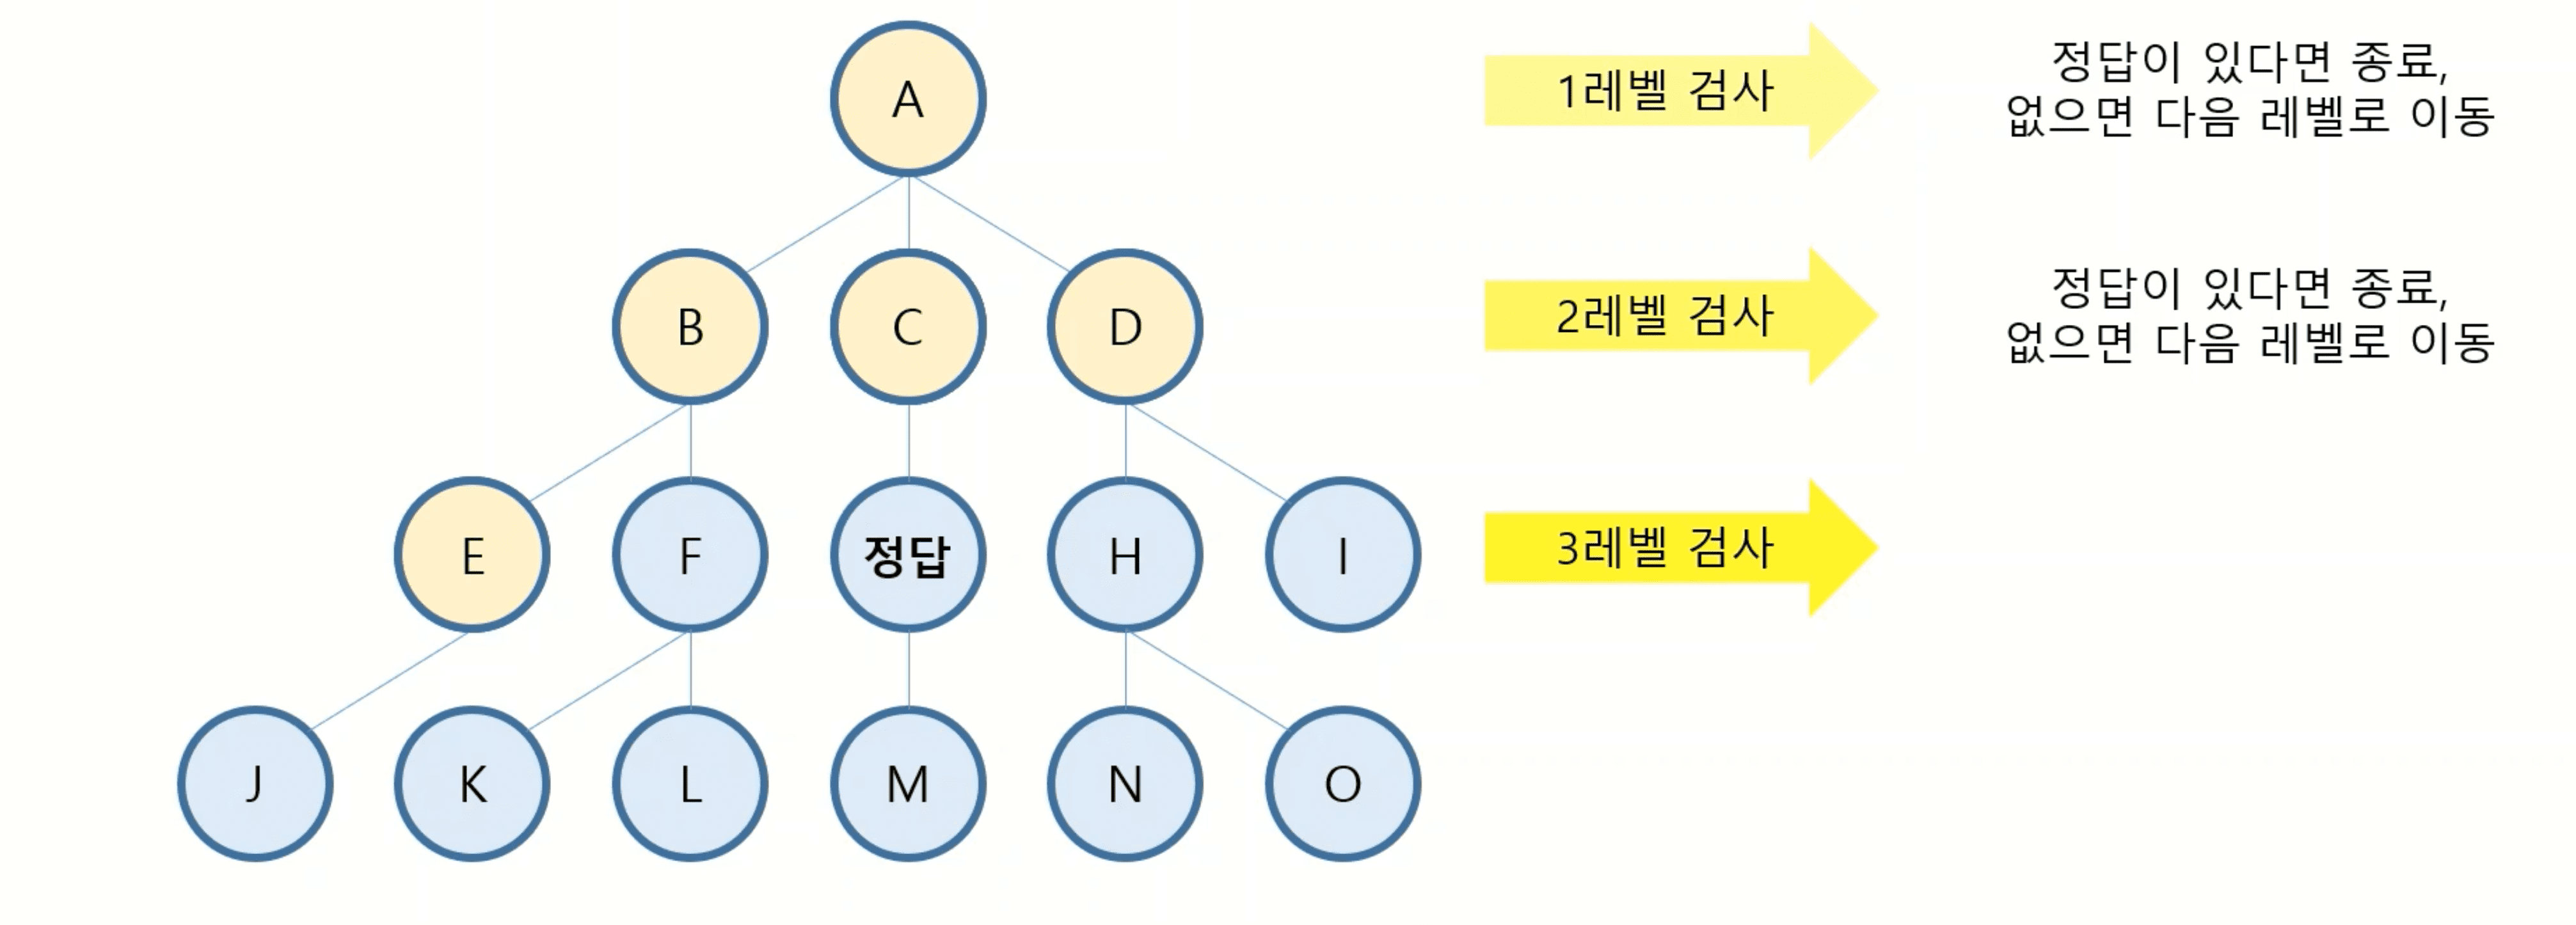 A
1레벨 검사
정답이 있다면 종료,
없으면 다음 레벨로 이동
B
C
D
2레벨 검사
정답이 있다면 종료,
없으면 다음 레벨로 이동
E
F
정답
H
I
3레벨 검사
J
K
L
M
N
O